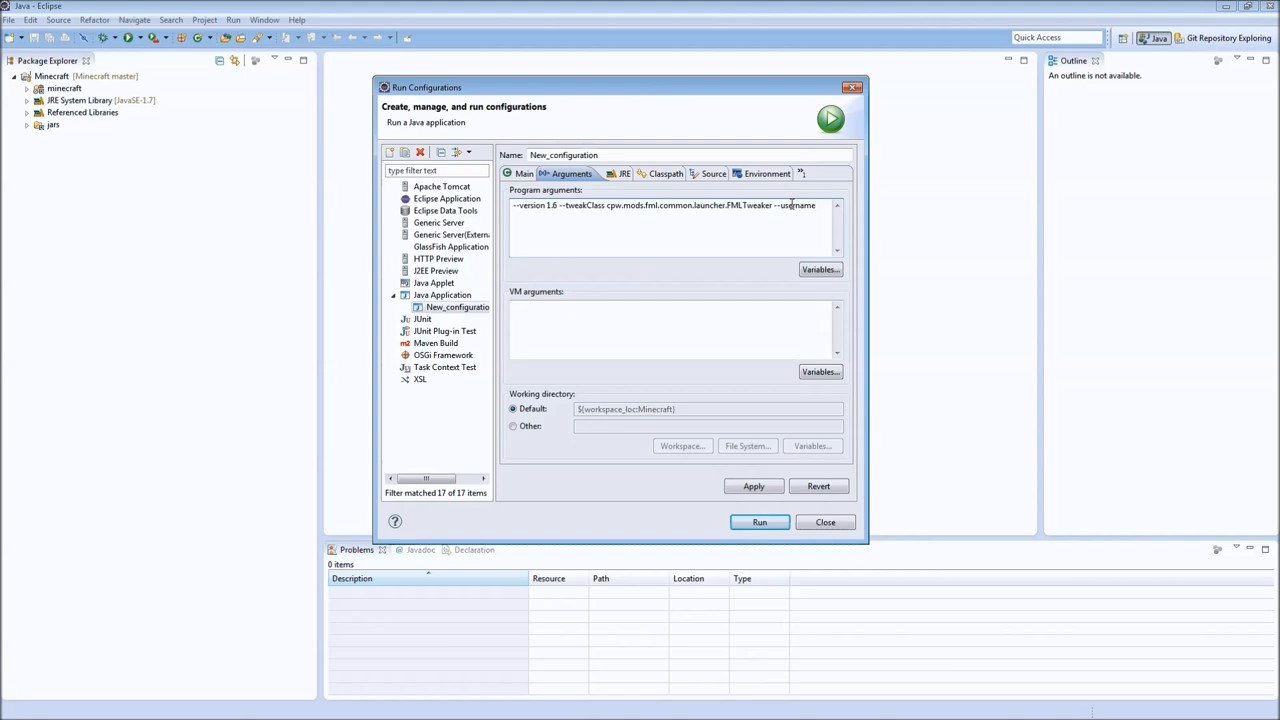 Java - Eclipse
File Edit Source Refactor Navigate Search Project Run Window Help
Quick Access
Java
Git Repository Exploring
Package Explorer
Minecraft [Minecraft master]
minecraft
JRE System Library [JavaSE-1.7]
Referenced Libraries
jars
Outline
An outline is not available.
Run Configurations
Create, manage, and run configurations
Run a Java application
type filter text
Apache Tomcat
Eclipse Application
Eclipse Data Tools
Generic Server
Generic Server(Extern
GlassFish Application
HTTP Preview
J2EE Preview
Java Applet
Java Application
New_configuratio
JUnit
JUnit Plug-in Test
Maven Build
OSGi Framework
Task Context Test
XSL
Filter matched 17 of 17 items
Name: New_configuration
Main Arguments JRE Classpath Source Environment
Program arguments:
--version 1.6 --tweakClass cpw.mods.fml.common.launcher.FMLTweaker --username
Variables...
VM arguments:
Variables...
Working directory:
Default: ${workspace_loc:Minecraft}
Other:
Workspace... File System... Variables...
Apply Revert
Run Close
Problems Javadoc Declaration
0 items
Description Resource Path Location Type